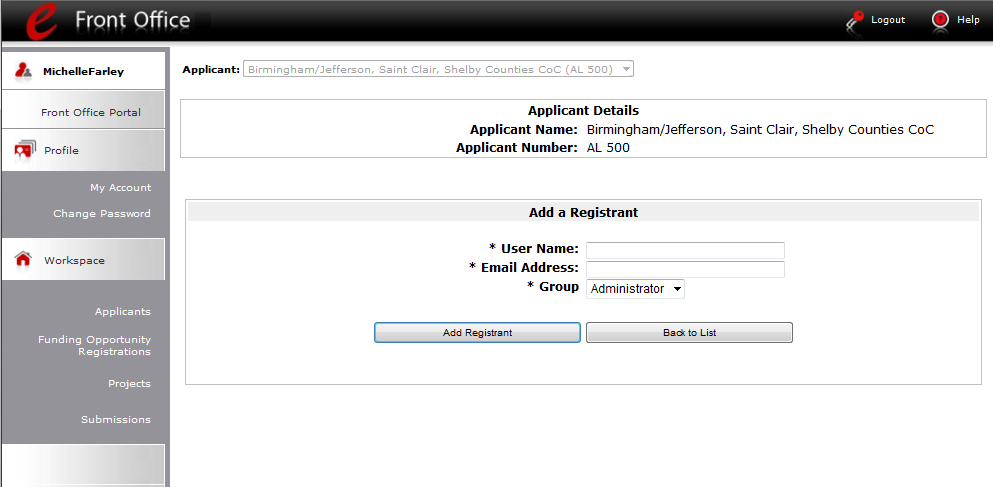 e Front Office
Logout
Help
MichelleFarley
Front Office Portal
Profile
My Account
Change Password
Workspace
Applicants
Funding Opportunity
Registrations
Projects
Submissions
Applicant: Birmingham/Jefferson, Saint Clair, Shelby Counties CoC (AL 500)
Applicant Details
Applicant Name: Birmingham/Jefferson, Saint Clair, Shelby Counties CoC
Applicant Number: AL 500
Add a Registrant
* User Name:
* Email Address:
* Group Administrator
Add Registrant
Back to List